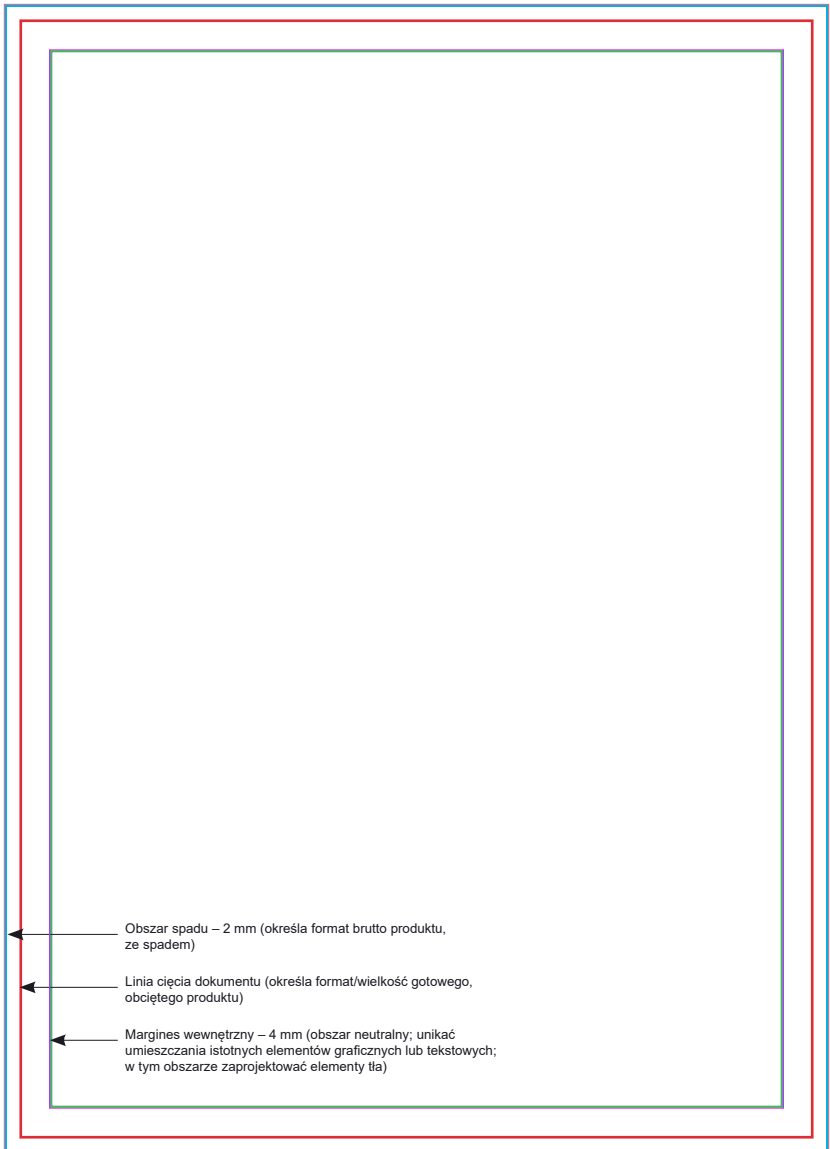 Obszar spadu – 2 mm (określa format brutto produktu,
ze spadem)
Linia cięcia dokumentu (określa format/wielkość gotowego,
obciętego produktu)
Margines wewnętrzny – 4 mm (obszar neutralny; unikać
umieszczania istotnych elementów graficznych lub tekstowych;
w tym obszarze zaprojektować elementy tła)